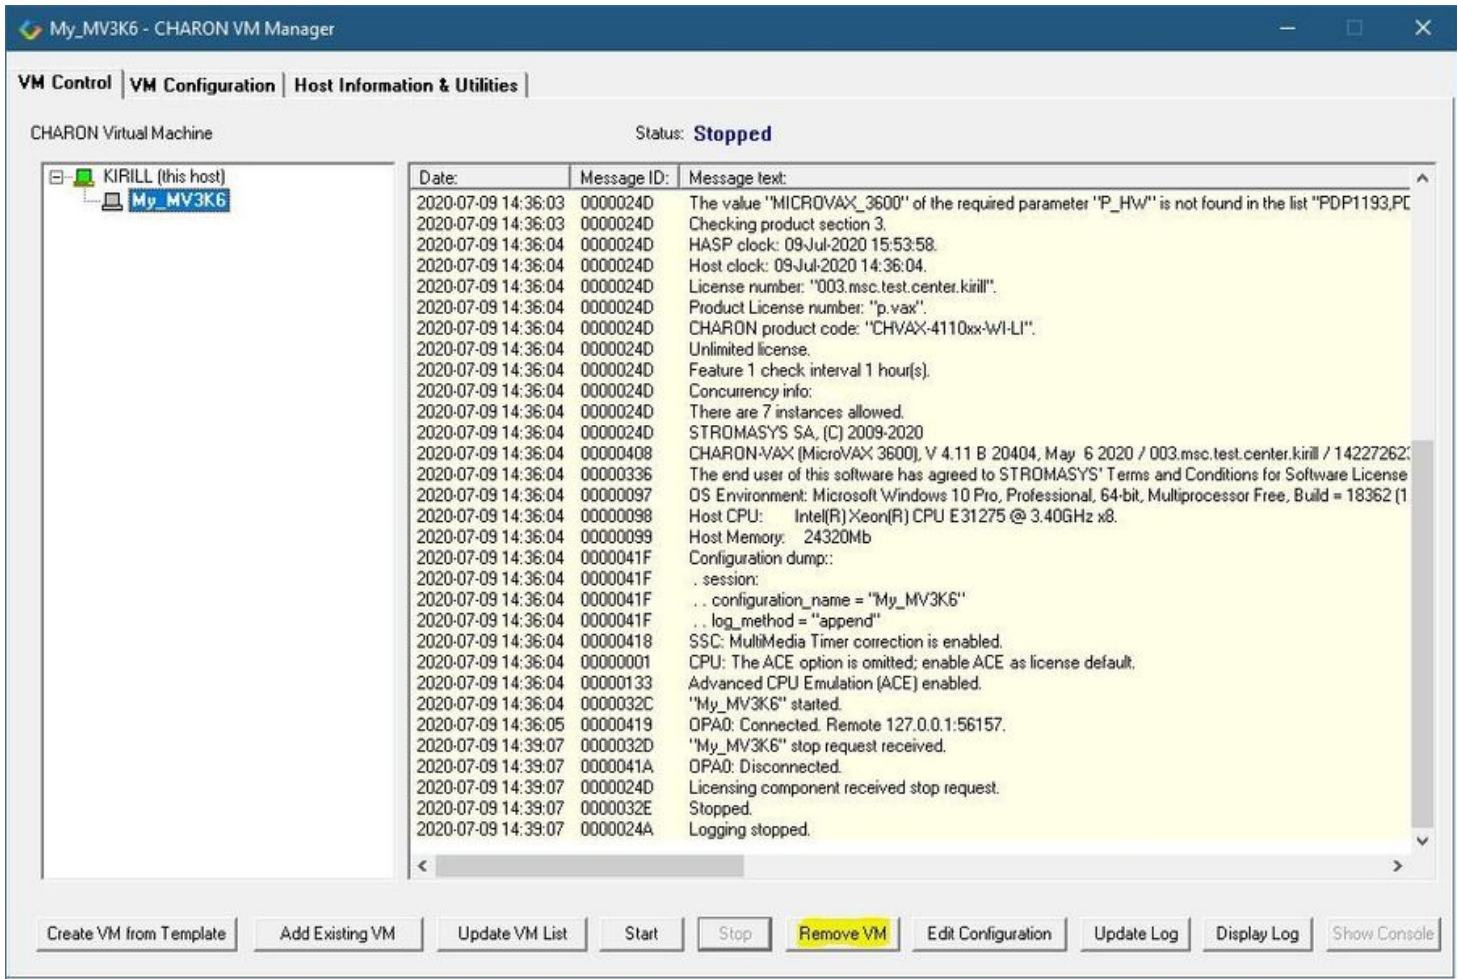 My_MV3K6 - CHARON VM Manager
VM Control VM Configuration Host Information & Utilities
CHARON Virtual Machine Status: Stopped
KIRILL (this host)
My_MV3K6
Date: Message ID: Message text:
2020-07-09 14:36:03 0000024D The value "MICROVAX_3600" of the required parameter "P_HW" is not found in the list "PDP1193,PD
2020-07-09 14:36:03 0000024D Checking product section 3.
2020-07-09 14:36:04 0000024D HASP clock: 09-Jul-2020 15:53:58.
2020-07-09 14:36:04 0000024D Host clock: 09-Jul-2020 14:36:04.
2020-07-09 14:36:04 0000024D License number: "003.msc.test.center.kirill".
2020-07-09 14:36:04 0000024D Product License number: "p.vax".
2020-07-09 14:36:04 0000024D CHARON product code: "CHVAX-4110xx-WI-LI".
2020-07-09 14:36:04 0000024D Unlimited license.
2020-07-09 14:36:04 0000024D Feature 1 check interval 1 hour(s).
2020-07-09 14:36:04 0000024D Concurrency info:
2020-07-09 14:36:04 0000024D There are 7 instances allowed.
2020-07-09 14:36:04 0000024D STROMASYS SA, (C) 2009-2020
2020-07-09 14:36:04 00000408 CHARON-VAX (MicroVAX 3600), V 4.11 B 20404, May 6 2020 / 003.msc.test.center.kirill / 142272623
2020-07-09 14:36:04 00000336 The end user of this software has agreed to STROMASYS' Terms and Conditions for Software License
2020-07-09 14:36:04 00000097 OS Environment: Microsoft Windows 10 Pro, Professional, 64-bit, Multiprocessor Free, Build = 18362 (1
2020-07-09 14:36:04 00000098 Host CPU: Intel(R) Xeon(R) CPU E31275 @ 3.40GHz x8.
2020-07-09 14:36:04 00000099 Host Memory: 24320Mb
2020-07-09 14:36:04 0000041F Configuration dump::
2020-07-09 14:36:04 0000041F . session:
2020-07-09 14:36:04 0000041F . . configuration_name = "My_MV3K6"
2020-07-09 14:36:04 0000041F . . log_method = "append"
2020-07-09 14:36:04 00000418 SSC: MultiMedia Timer correction is enabled.
2020-07-09 14:36:04 00000001 CPU: The ACE option is omitted; enable ACE as license default.
2020-07-09 14:36:04 00000133 Advanced CPU Emulation (ACE) enabled.
2020-07-09 14:36:04 0000032C "My_MV3K6" started.
2020-07-09 14:36:05 00000419 OPA0: Connected. Remote 127.0.0.1:56157.
2020-07-09 14:39:07 0000032D "My_MV3K6" stop request received.
2020-07-09 14:39:07 0000041A OPA0: Disconnected.
2020-07-09 14:39:07 0000024D Licensing component received stop request.
2020-07-09 14:39:07 0000032E Stopped.
2020-07-09 14:39:07 0000024A Logging stopped.
Create VM from Template Add Existing VM Update VM List Start Stop Remove VM Edit Configuration Update Log Display Log Show Console